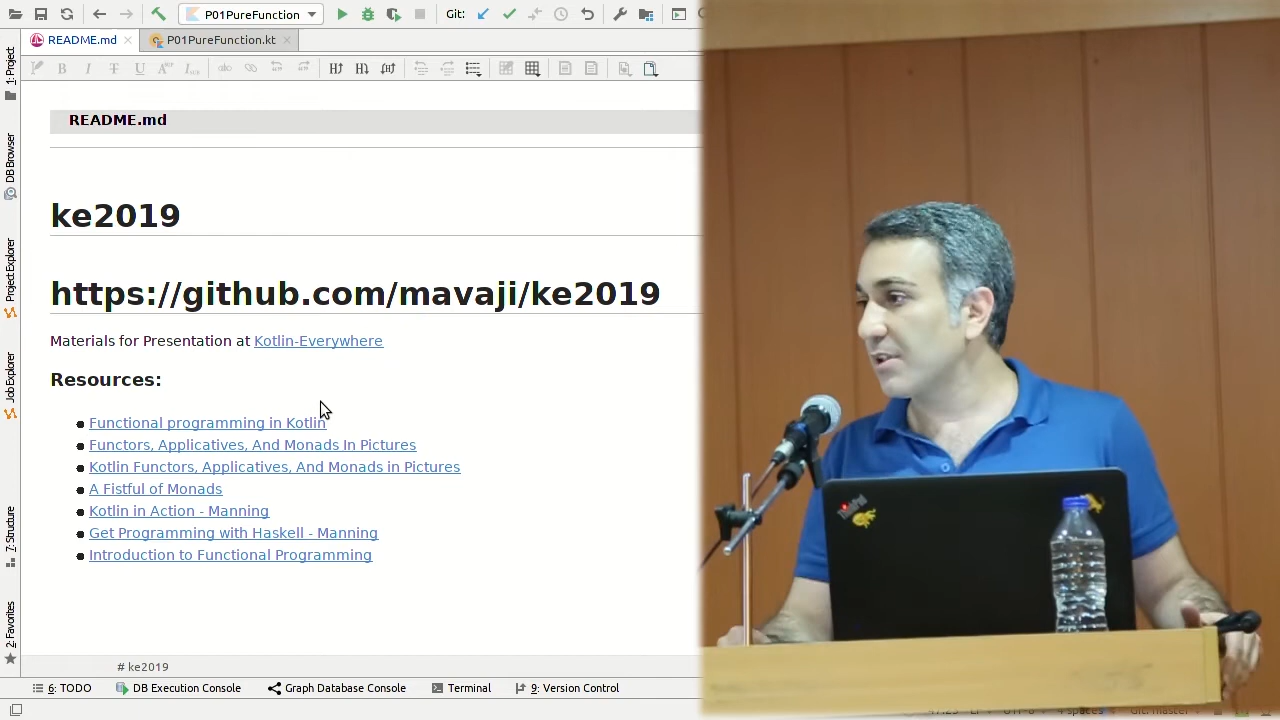 P01PureFunction
Git:
README.md
P01PureFunction.kt
1: Project
DB Browser
Project Explorer
Job Explorer
7: Structure
2: Favorites
README.md
ke2019
https://github.com/mavaji/ke2019
Materials for Presentation at Kotlin-Everywhere
Resources:
Functional programming in Kotlin
Functors, Applicatives, And Monads In Pictures
Kotlin Functors, Applicatives, And Monads in Pictures
A Fistful of Monads
Kotlin in Action - Manning
Get Programming with Haskell - Manning
Introduction to Functional Programming
# ke2019
6: TODO
DB Execution Console
Graph Database Console
Terminal
9: Version Control